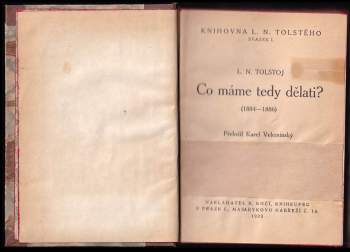 KNIHOVNA L. N. TOLSTÉHO
SVAZEK I.
L. N. TOLSTOJ
Co máme tedy dělati?
(1884—1886)
Přeložil Karel Velemínský
NAKLADATEL B. KOČÍ, KNIHKUPEC
V PRAZE I., MASARYKOVO NÁBŘEŽÍ Č. 14.